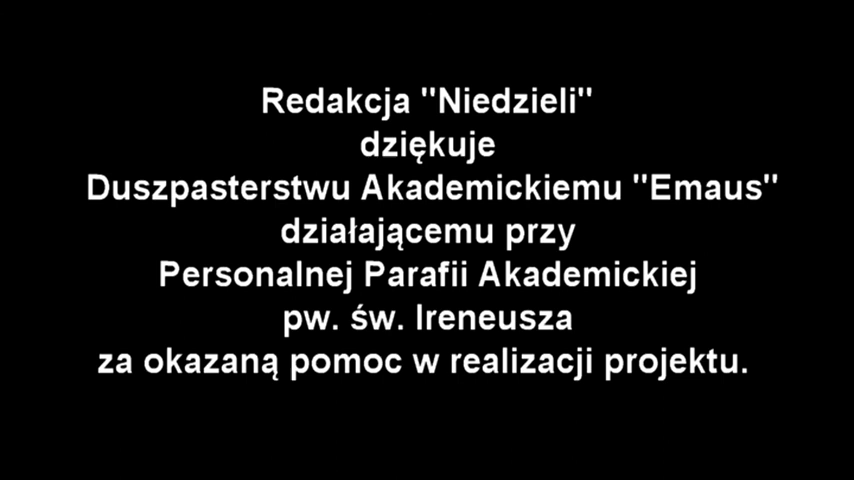 Redakcja "Niedzieli"
dziękuje
Duszpasterstwu Akademickiemu "Emaus"
działającemu przy
Personalnej Parafii Akademickiej
pw. św. Ireneusza
za okazaną pomoc w realizacji projektu.